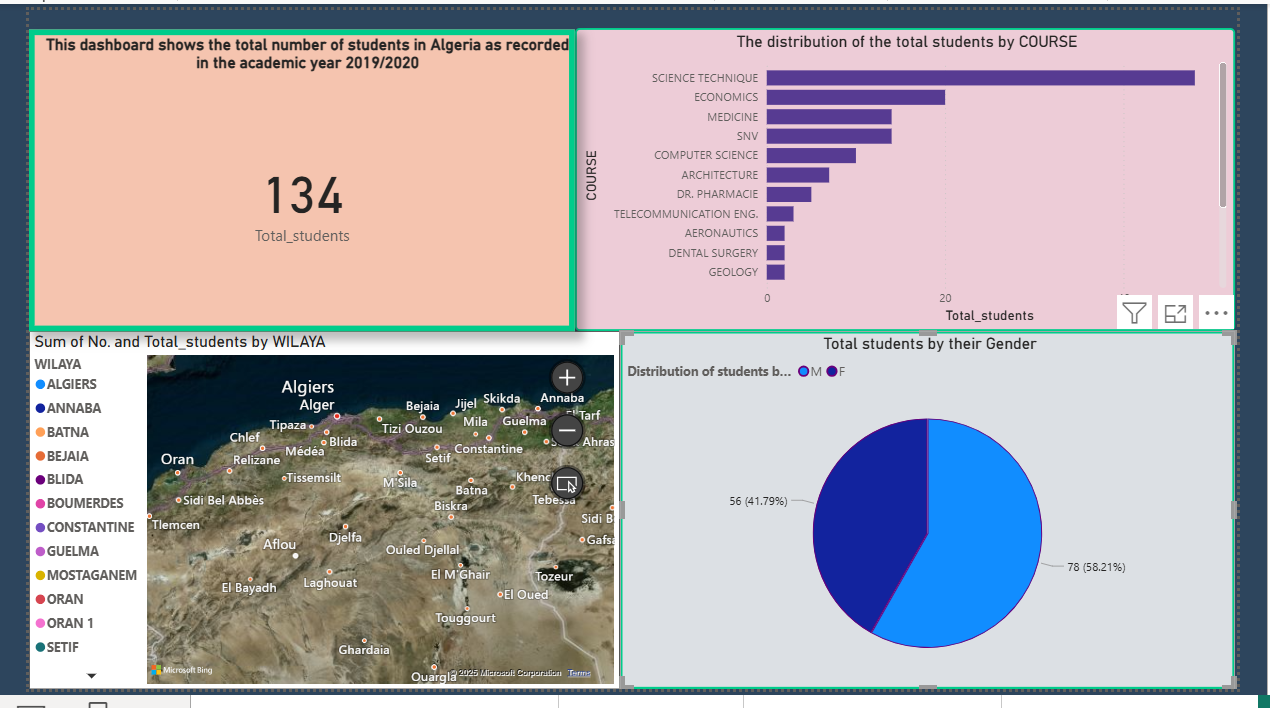 This dashboard shows the total number of students in Algeria as recorded
in the academic year 2019/2020
134
Total_students
The distribution of the total students by COURSE
COURSE
SCIENCE TECHNIQUE
ECONOMICS
MEDICINE
SNV
COMPUTER SCIENCE
ARCHITECTURE
DR. PHARMACIE
TELECOMMUNICATION ENG.
AERONAUTICS
DENTAL SURGERY
GEOLOGY
0
20
Total_students
Sum of No. and Total_students by WILAYA
WILAYA
ALGIERS
ANNABA
BATNA
BEJAIA
BLIDA
BOUMERDES
CONSTANTINE
GUELMA
MOSTAGANEM
ORAN
ORAN 1
SETIF
Algiers
Alger
Skikda
Annaba
Jijel
Bejaia
El Tarf
Tipaza
Tizi Ouzou
Mila
Guelma
Chlef
Blida
Ahras
Médéa
Constantine
Oran
Relizane
Setif
Tissemsilt
M'Sila
Khenc
Batna
Tebessa
Sidi Bel Abbès
Biskra
Tlemcen
Sidi B
Djelfa
Gafsa
Aflou
Ouled Djellal
El M'Ghair
Tozeur
El Bayadh
Laghouat
El Oued
Touggourt
Ghardaia
Ouargla
Microsoft Bing
© 2025 Microsoft Corporation Terms
Total students by their Gender
Distribution of students b... M F
56 (41.79%)
78 (58.21%)